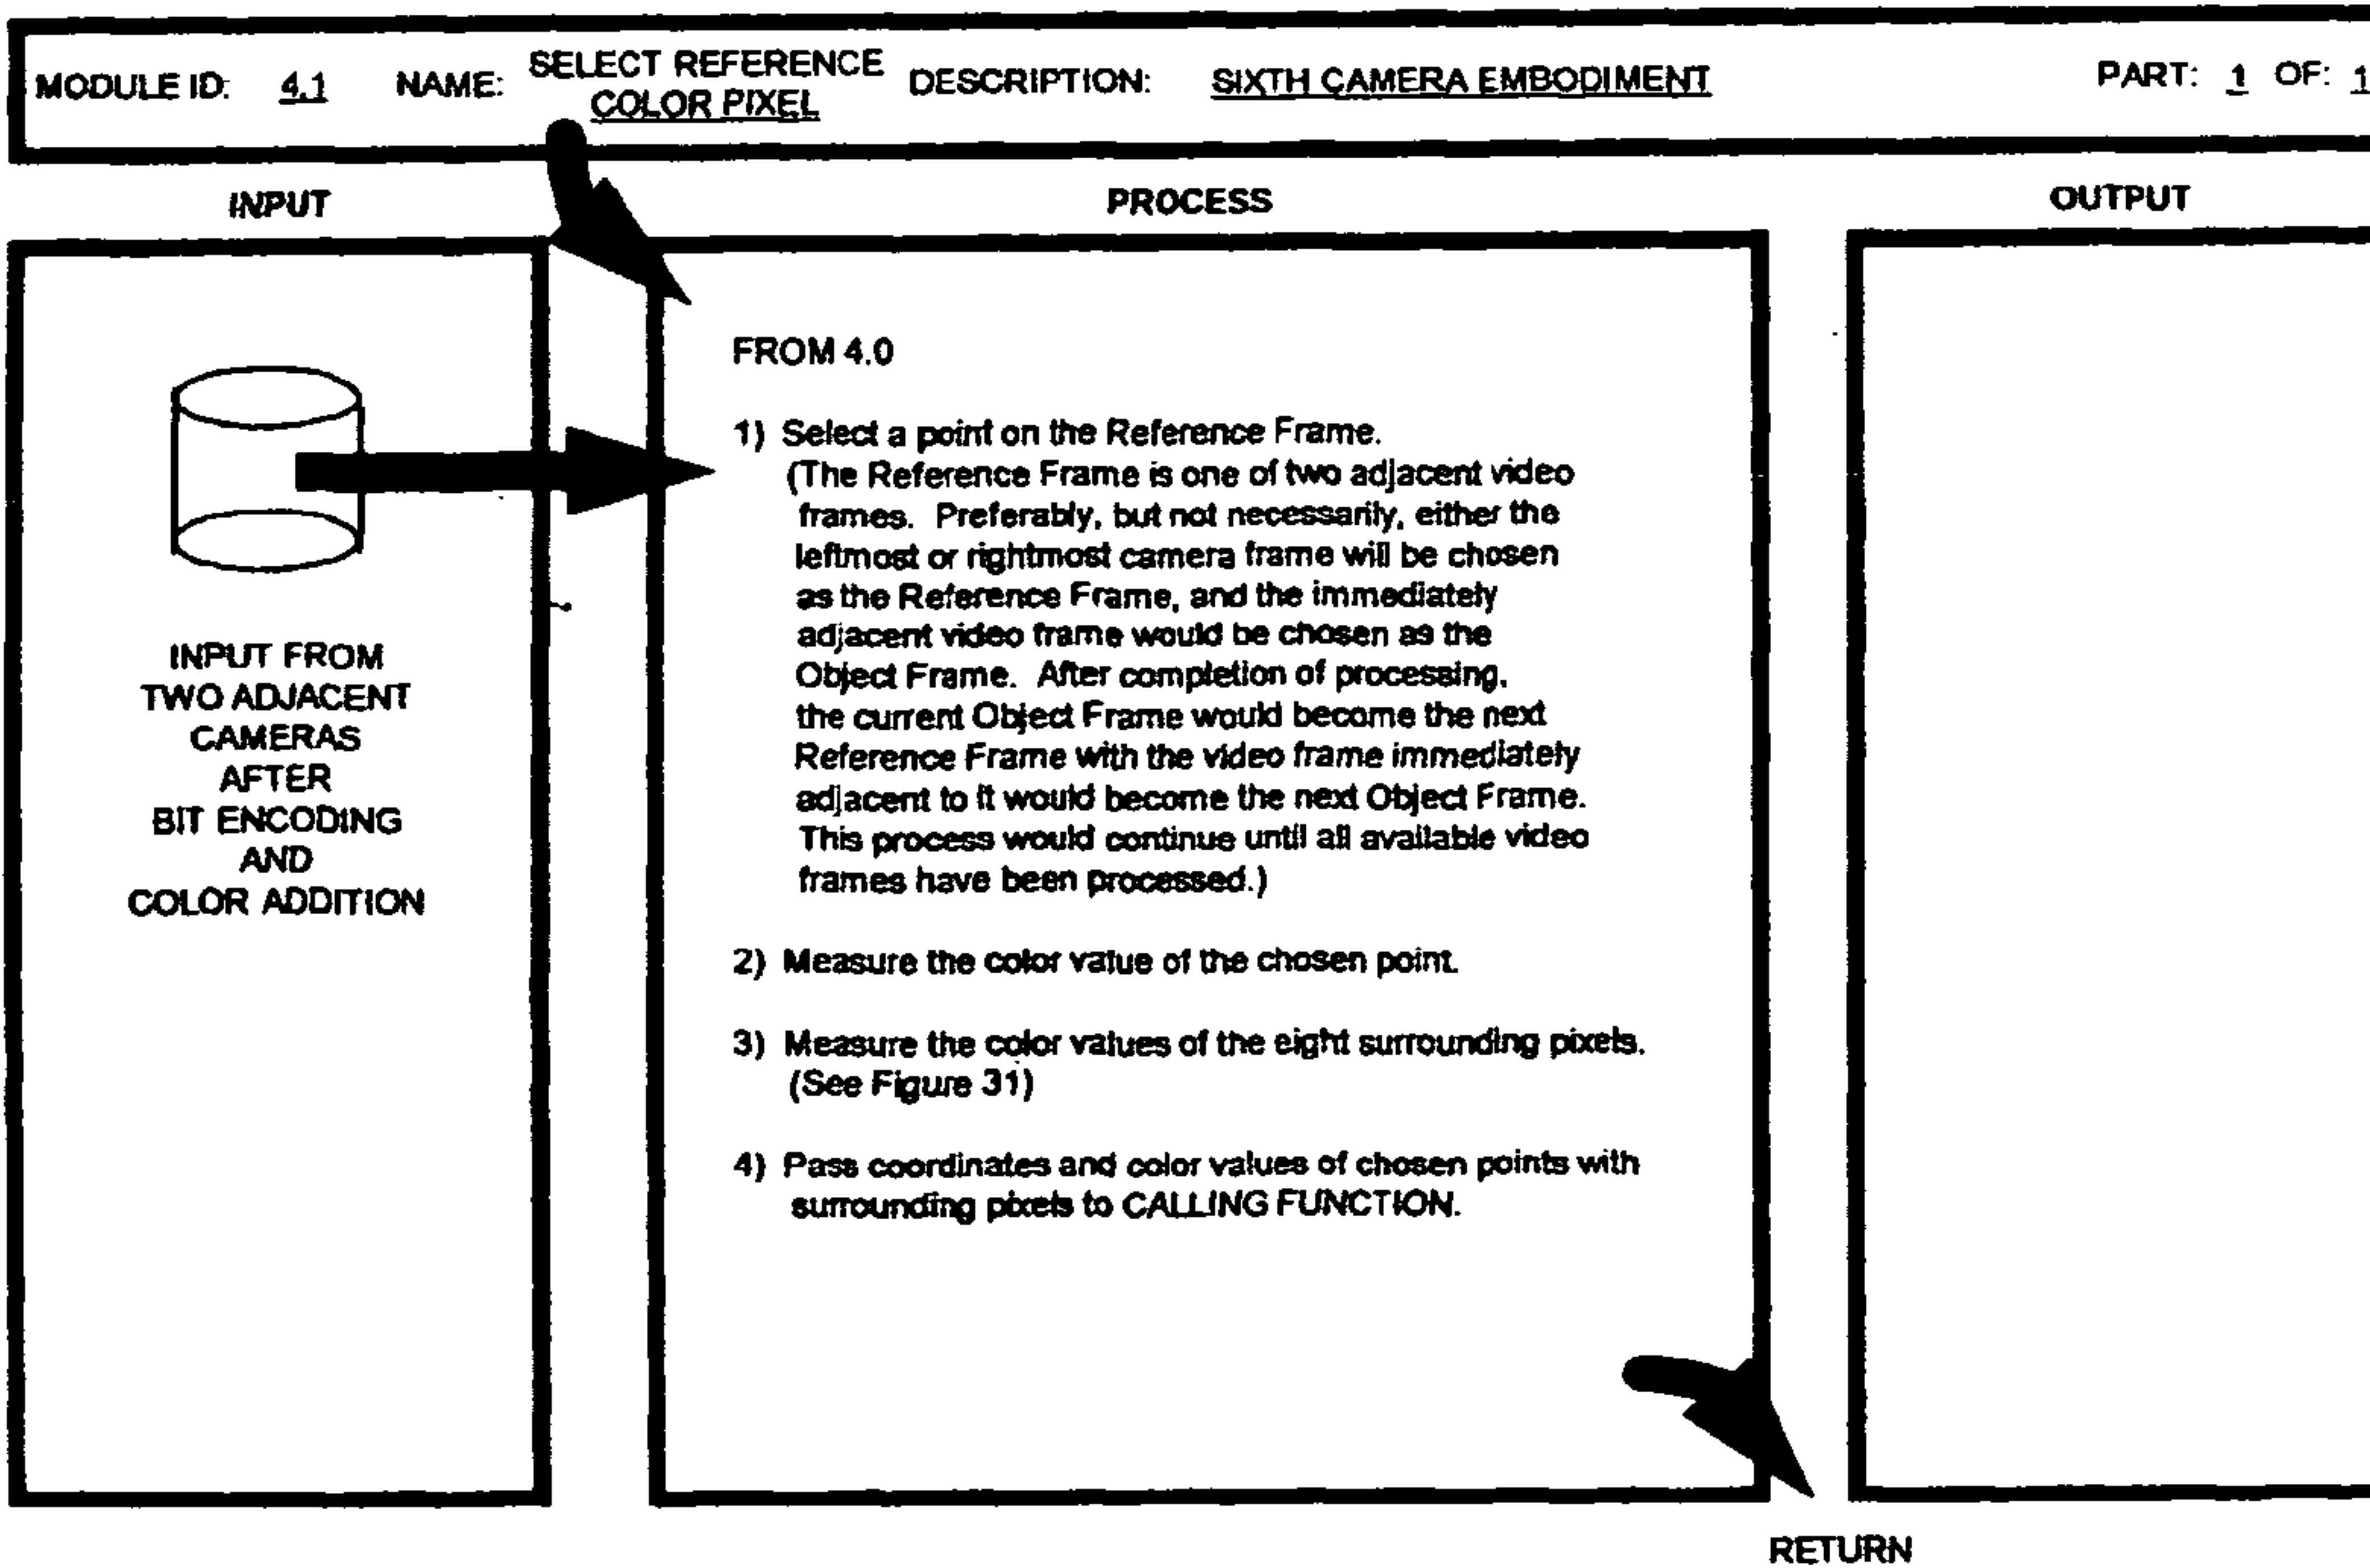 MODULE ID: 4.1 NAME: SELECT REFERENCE COLOR PIXEL DESCRIPTION: SIXTH CAMERA EMBODIMENT PART: 1 OF: 1
INPUT PROCESS OUTPUT
INPUT FROM
TWO ADJACENT
CAMERAS
AFTER
BIT ENCODING
AND
COLOR ADDITION
FROM 4.0
1) Select a point on the Reference Frame.
(The Reference Frame is one of two adjacent video
frames. Preferably, but not necessarily, either the
leftmost or rightmost camera frame will be chosen
as the Reference Frame, and the immediately
adjacent video frame would be chosen as the
Object Frame. After completion of processing,
the current Object Frame would become the next
Reference Frame with the video frame immediately
adjacent to it would become the next Object Frame.
This process would continue until all available video
frames have been processed.)
2) Measure the color value of the chosen point.
3) Measure the color values of the eight surrounding pixels.
(See Figure 31)
4) Pass coordinates and color values of chosen points with
surrounding pixels to CALLING FUNCTION.
RETURN